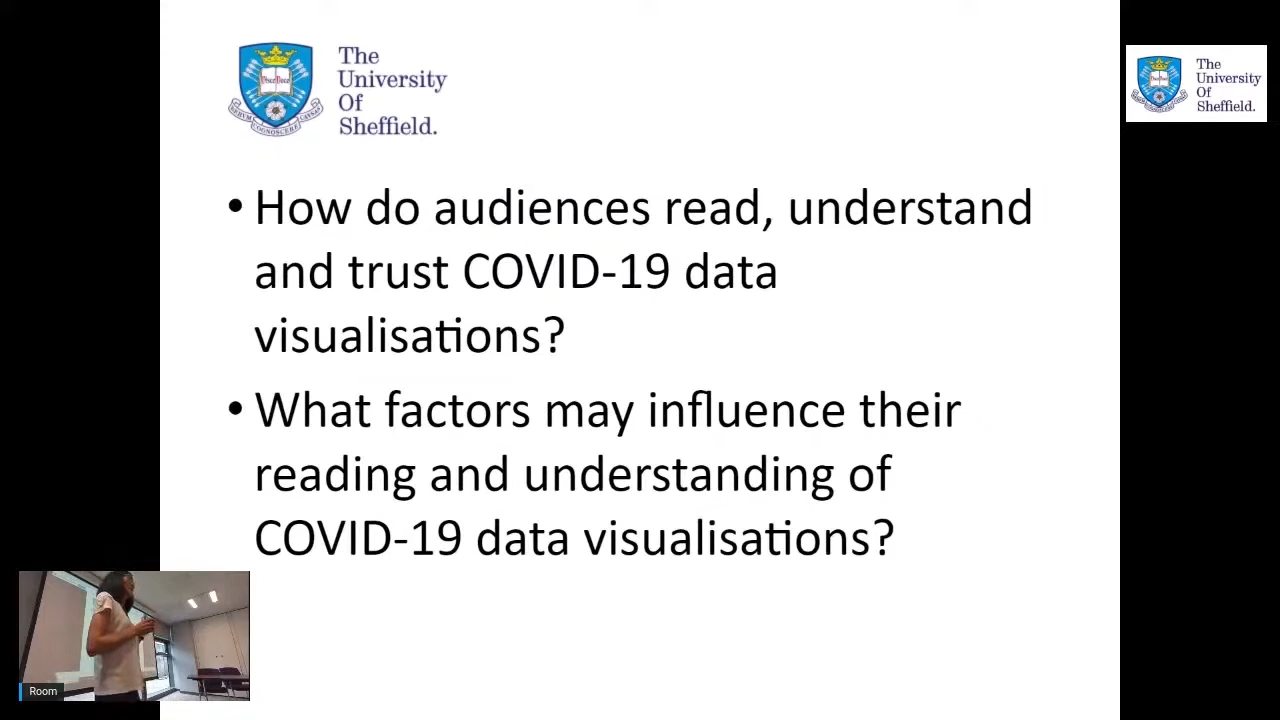 The
University
Of
Sheffield.
The
University
Of
Sheffield.
• How do audiences read, understand
and trust COVID-19 data
visualisations?
• What factors may influence their
reading and understanding of
COVID-19 data visualisations?
Room